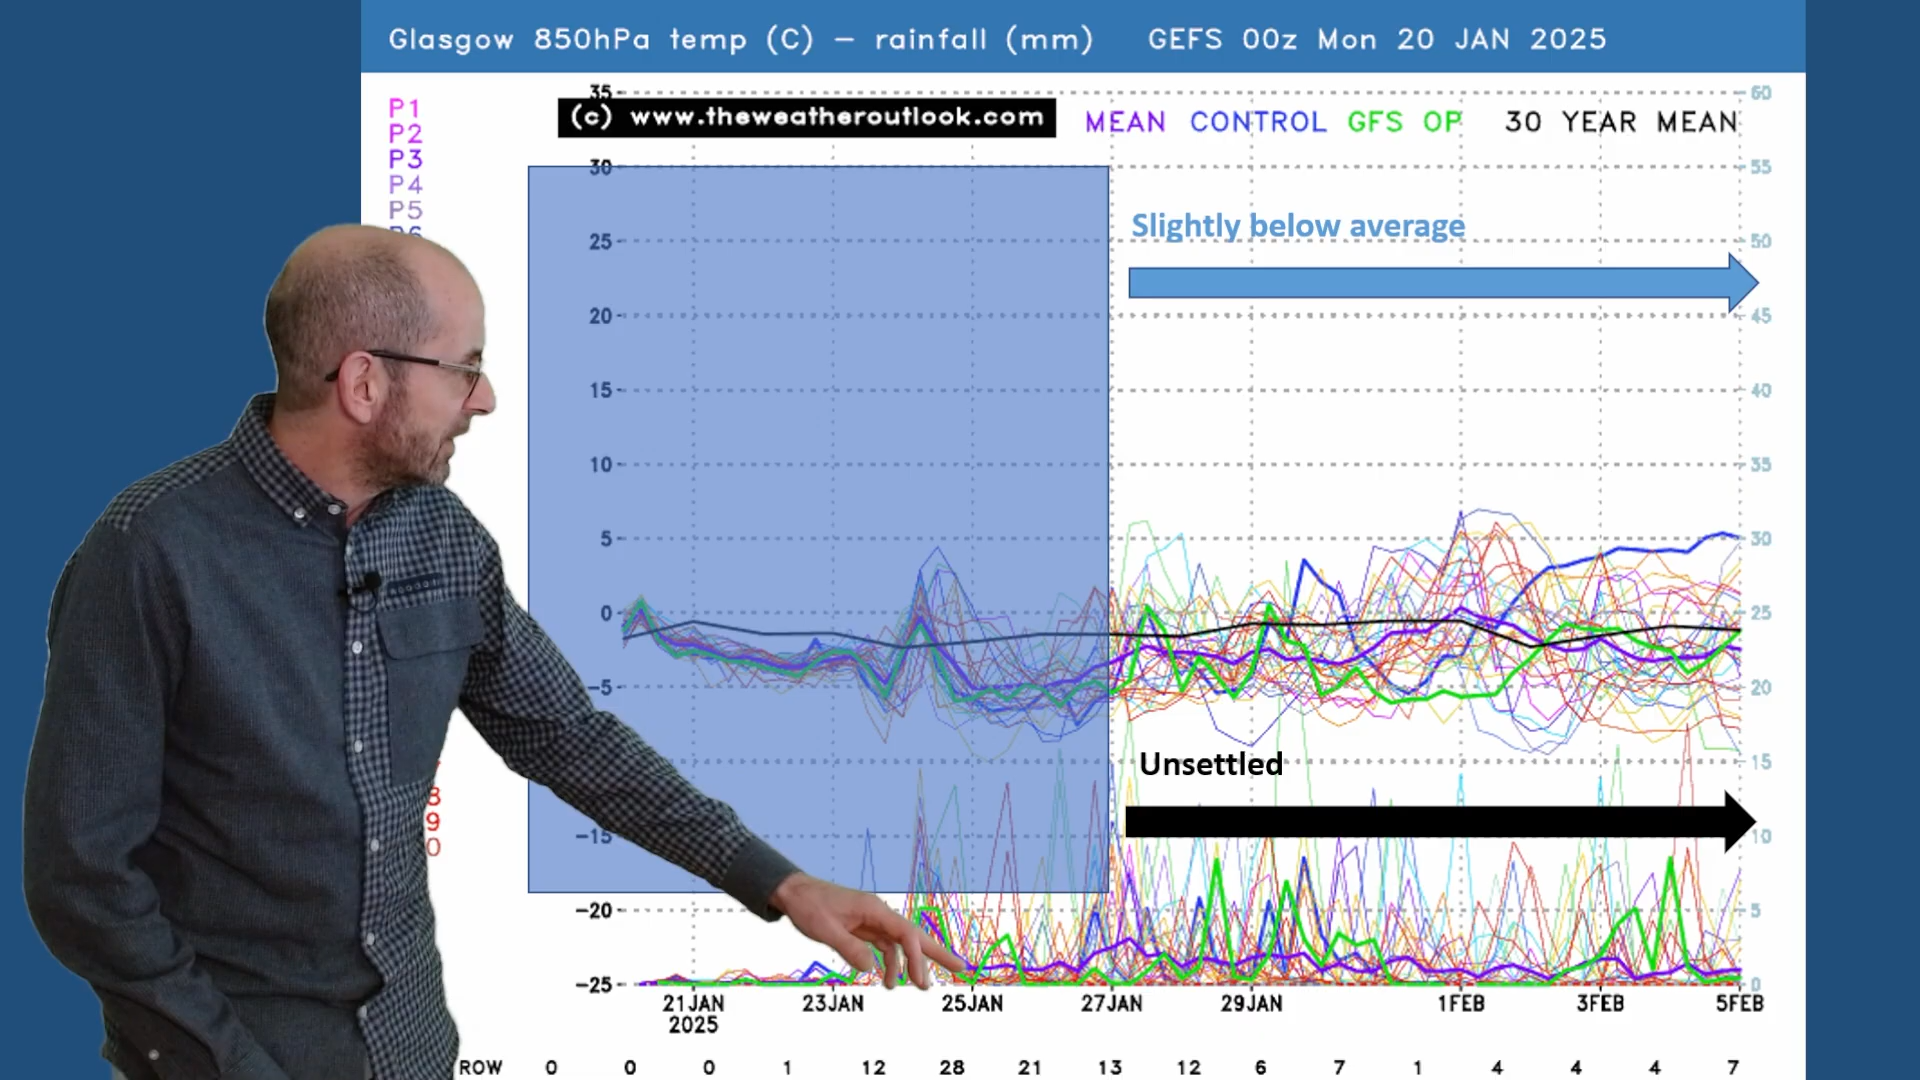 Glasgow 850hPa temp (C) – rainfall (mm) GEFS 00z Mon 20 JAN 2025
35 60
P1
(c) www.theweatheroutlook.com MEAN CONTROL GFS OP 30 YEAR MEAN
P2
P3
30 55
P4
P5
Slightly below average
P6
25 50
20 45
15 40
10 35
5 30
0 25
-5 20
Unsettled
15
8
9
-15 10
0
-20 5
-25 0
21JAN 23JAN 25JAN 27JAN 29JAN 1FEB 3FEB 5FEB
2025
ROW 0 0 0 1 12 28 21 13 12 6 7 1 4 4 4 7